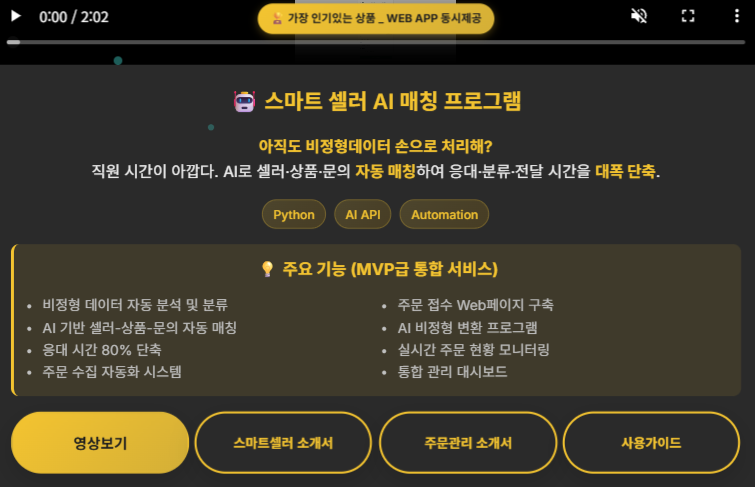 0:00 / 2:02
가장 인기있는 상품 _ WEB APP 동시제공
스마트 셀러 AI 매칭 프로그램
아직도 비정형데이터 손으로 처리해?
직원 시간이 아깝다. AI로 셀러·상품·문의 자동 매칭하여 응대·분류·전달 시간을 대폭 단축.
Python
AI API
Automation
주요 기능 (MVP급 통합 서비스)
• 비정형 데이터 자동 분석 및 분류
• AI 기반 셀러-상품-문의 자동 매칭
• 응대 시간 80% 단축
• 주문 수집 자동화 시스템
• 주문 접수 Web페이지 구축
• AI 비정형 변환 프로그램
• 실시간 주문 현황 모니터링
• 통합 관리 대시보드
영상보기
스마트셀러 소개서
주문관리 소개서
사용가이드